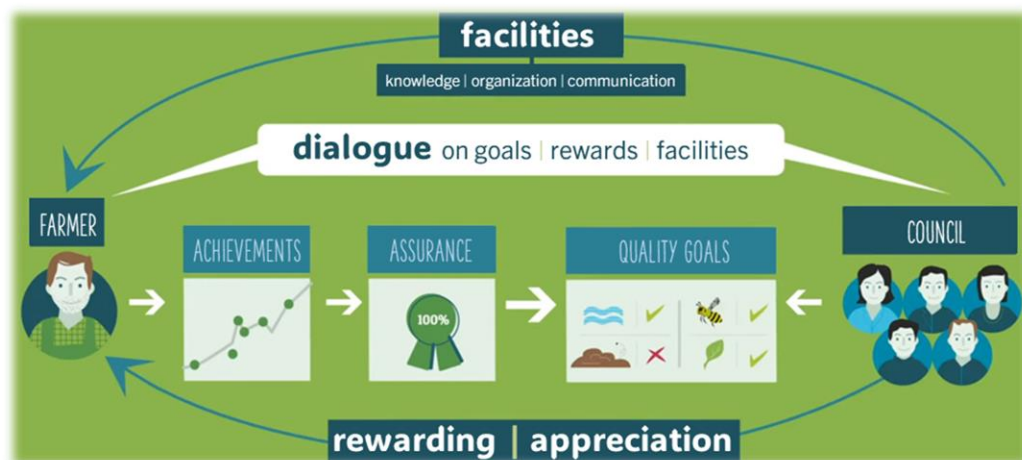 facilities
knowledge | organization | communication
dialogue on goals | rewards | facilities
FARMER
ACHIEVEMENTS
ASSURANCE
QUALITY GOALS
COUNCIL
100%
rewarding | appreciation